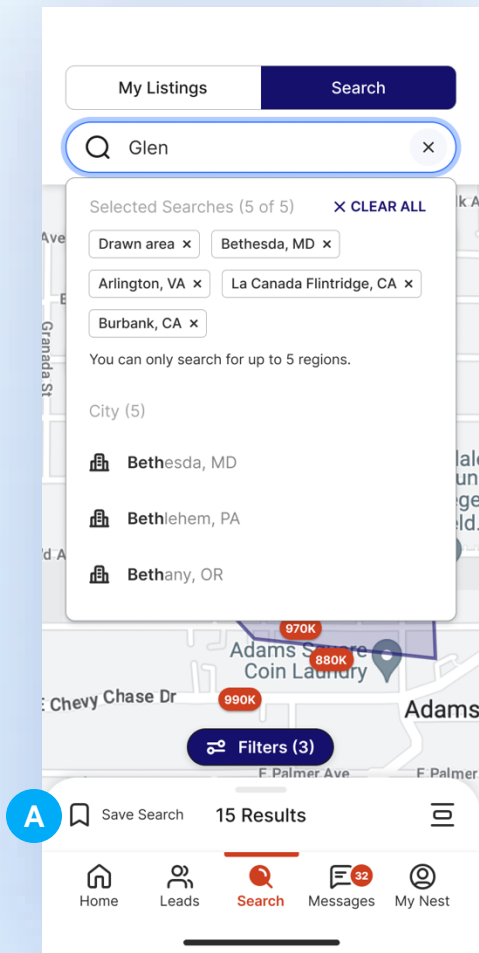 My Listings Search
Glen
Selected Searches (5 of 5) CLEAR ALL
Drawn area × Bethesda, MD ×
Arlington, VA × La Canada Flintridge, CA ×
Burbank, CA ×
You can only search for up to 5 regions.
City (5)
Bethesda, MD
Bethlehem, PA
Bethany, OR
Ave
Granada St
970K
Adams Square
Coin Laundry
880K
E Chevy Chase Dr
990K
Adams
Filters (3)
E Palmer Ave E Palmer
A
Save Search 15 Results
32
Home Leads Search Messages My Nest